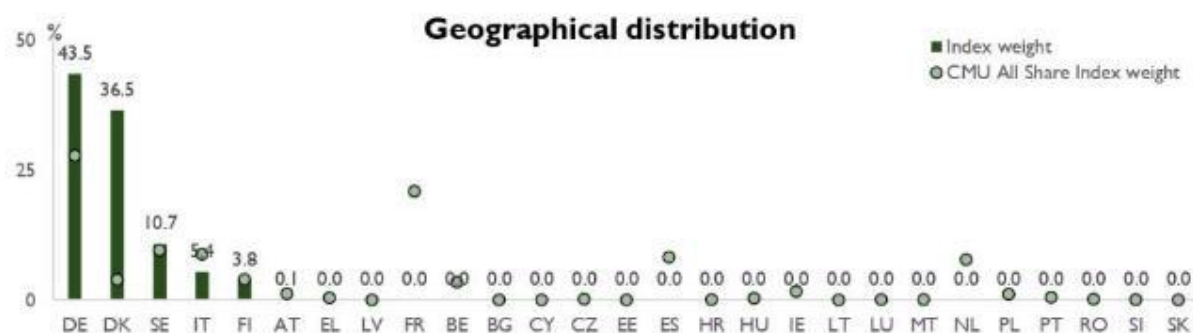 Geographical distribution
%
50
25
0
Index weight
CMU All Share Index weight
43.5 36.5 10.7 5.4 3.8 0.1 0.0 0.0 0.0 0.0 0.0 0.0 0.0 0.0 0.0 0.0 0.0 0.0 0.0 0.0 0.0 0.0 0.0 0.0 0.0 0.0 0.0
DE DK SE IT FI AT EL LV FR BE BG CY CZ EE ES HR HU IE LT LU MT NL PL PT RO SI SK